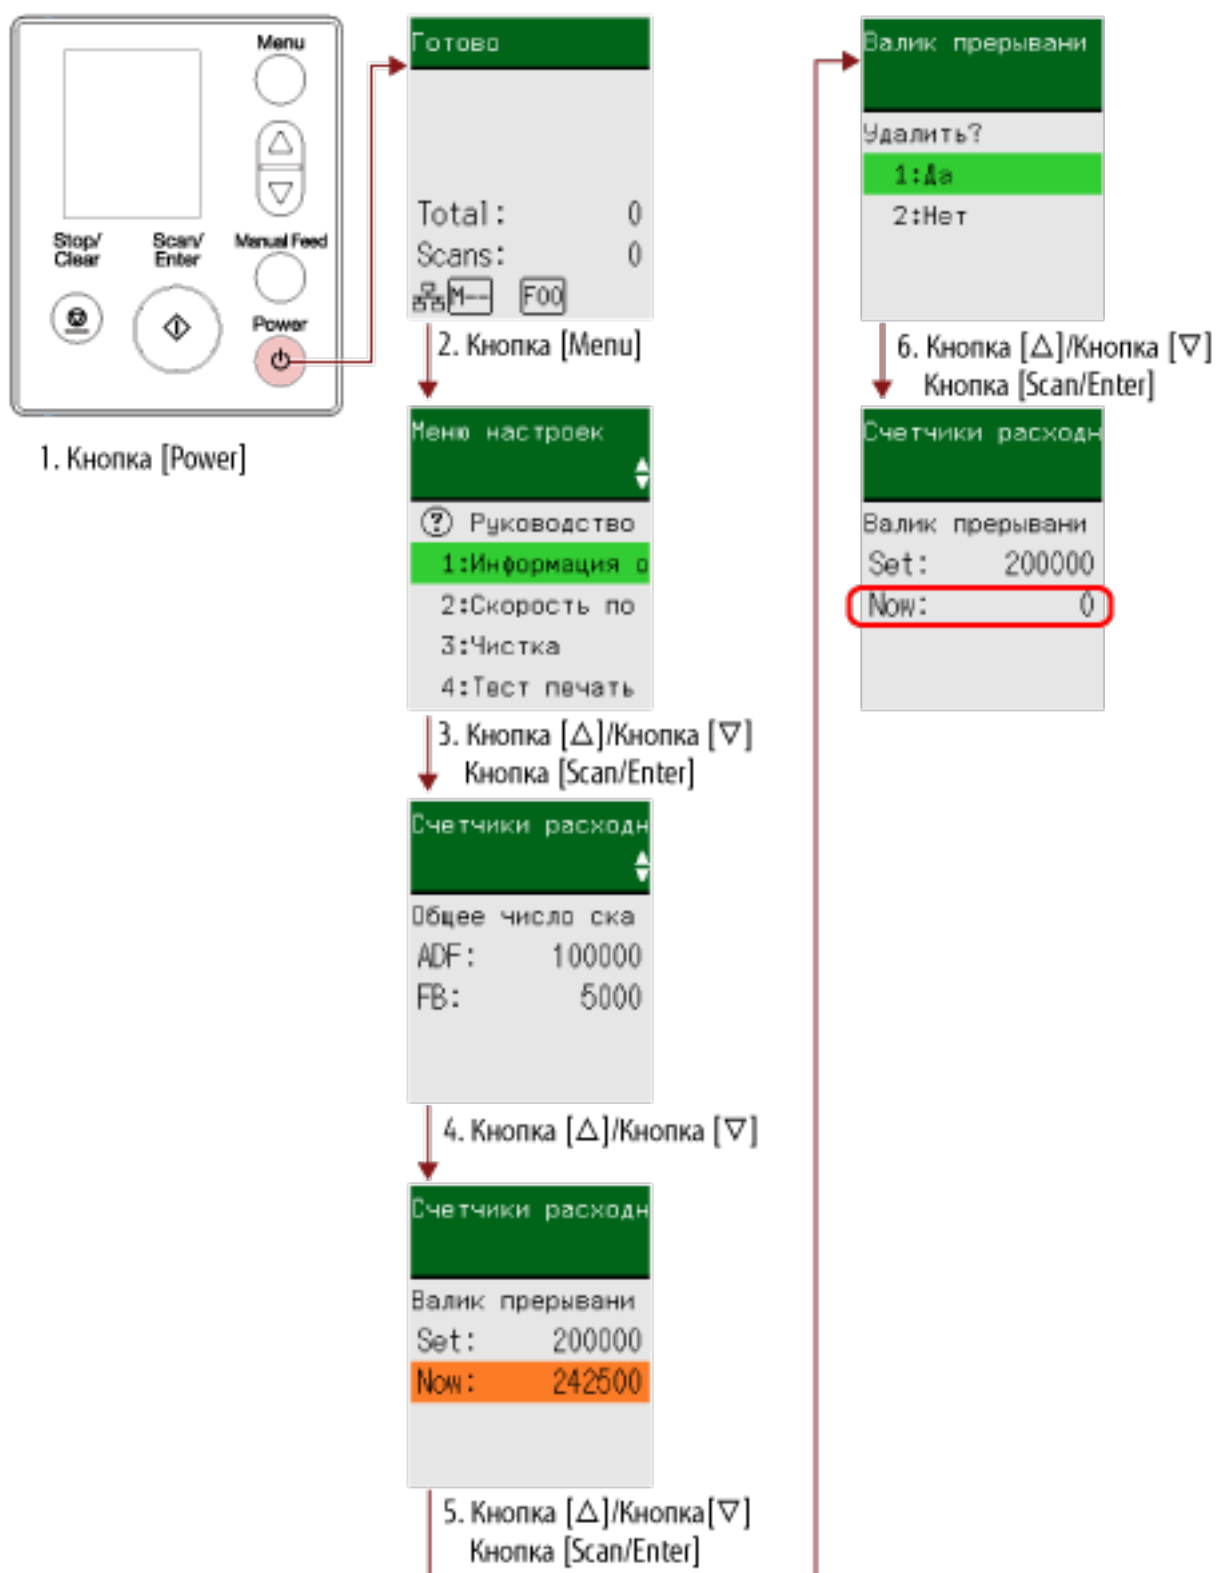 Menu
Stop/
Clear
Scan/
Enter
Manual Feed
Power
1. Кнопка [Power]
Готово
Total: 0
Scans: 0
M-- F00
2. Кнопка [Menu]
Меню настроек
? Руководство
1:Информация о
2:Скорость по
3:Чистка
4:Тест печать
3. Кнопка [△]/Кнопка [▽]
Кнопка [Scan/Enter]
Счетчики расходн
Общее число ска
ADF: 100000
FB: 5000
4. Кнопка [△]/Кнопка [▽]
Счетчики расходн
Валик прерывани
Set: 200000
Now: 242500
5. Кнопка [△]/Кнопка[▽]
Кнопка [Scan/Enter]
Валик прерывани
Удалить?
1:Да
2:Нет
6. Кнопка [△]/Кнопка [▽]
Кнопка [Scan/Enter]
Счетчики расходн
Валик прерывани
Set: 200000
Now: 0